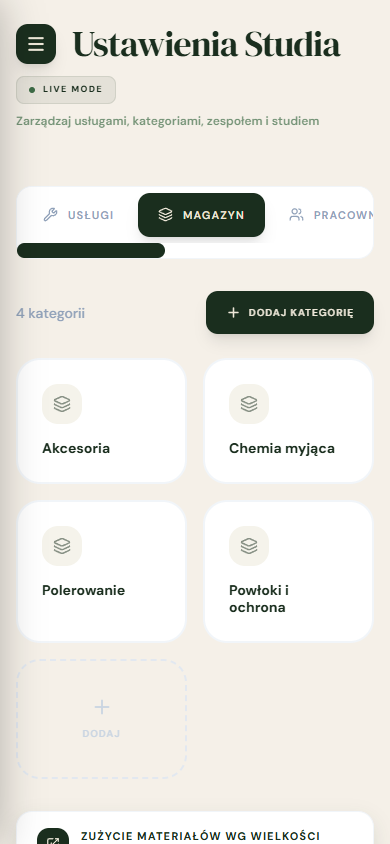 Ustawienia Studia
LIVE MODE
Zarządzaj usługami, kategoriami, zespołem i studiem
USŁUGI
MAGAZYN
PRACOWN
4 kategorii
DODAJ KATEGORIĘ
Akcesoria
Chemia myjąca
Polerowanie
Powłoki i
ochrona
DODAJ
ZUŻYCIE MATERIAŁÓW WG WIELKOŚCI